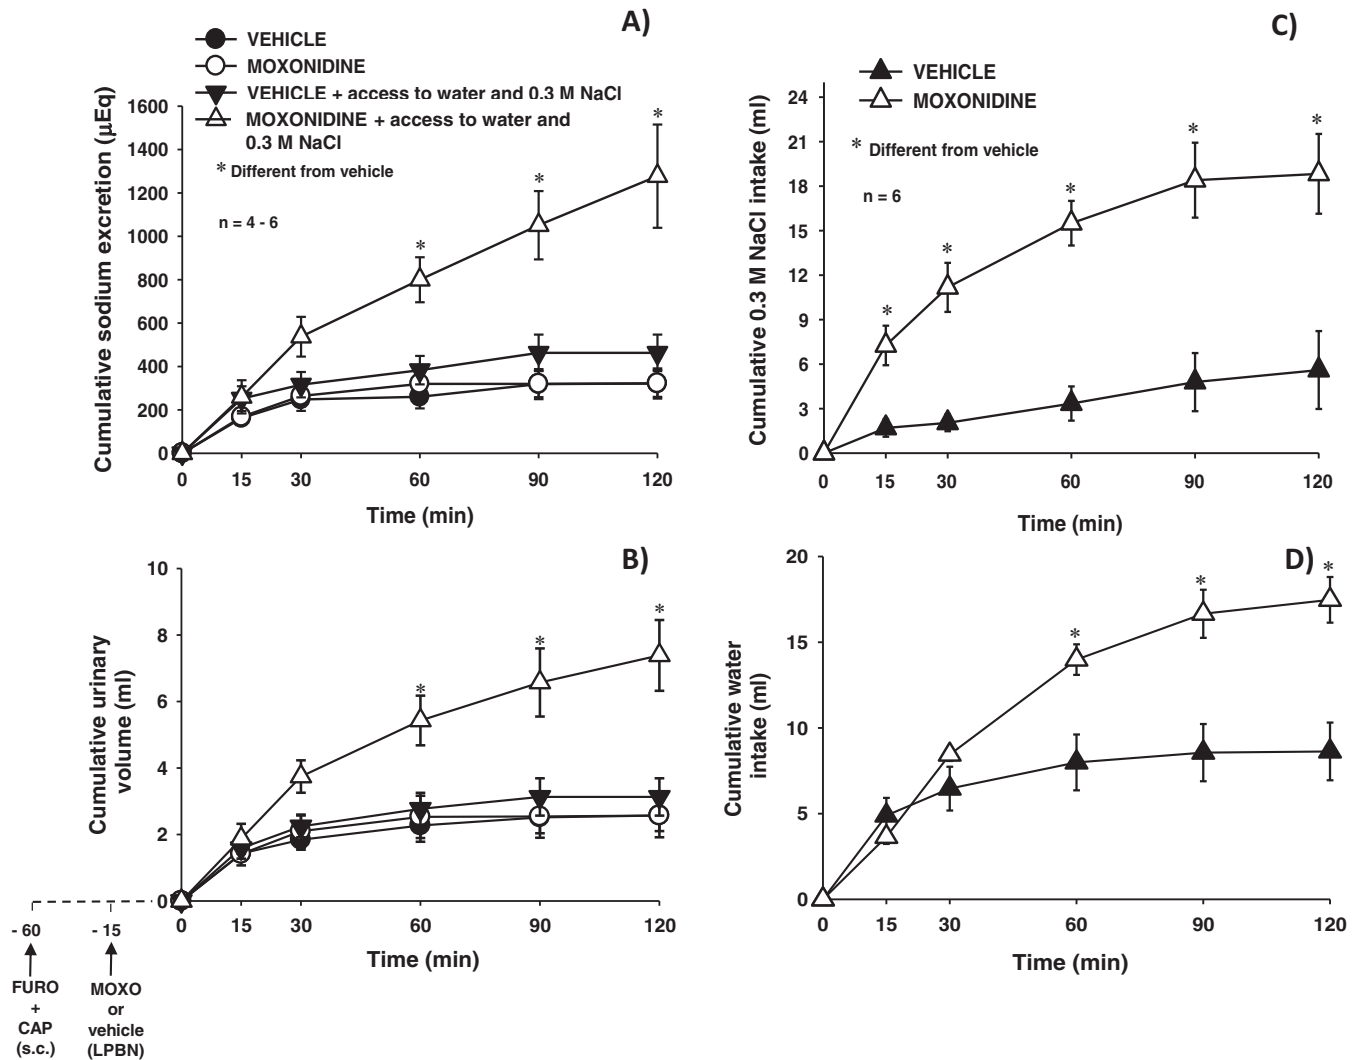 A)
VEHICLE
MOXONIDINE
VEHICLE + access to water and 0.3 M NaCl
MOXONIDINE + access to water and
0.3 M NaCl
* Different from vehicle
n = 4 - 6
Cumulative sodium excretion (µEq)
1600
1400
1200
1000
800
600
400
200
0
* * *
0 15 30 60 90 120
Time (min)
C)
VEHICLE
MOXONIDINE
* Different from vehicle
n = 6
Cumulative 0.3 M NaCl intake (ml)
24
21
18
15
12
9
6
3
0
* * * * *
0 15 30 60 90 120
Time (min)
B)
Cumulative urinary
volume (ml)
10
8
6
4
2
0
* * *
0 15 30 60 90 120
Time (min)
- 60 - 15
FURO
+
CAP
(s.c.)
MOXO
or
vehicle
(LPBN)
D)
Cumulative water
intake (ml)
20
15
10
5
0
* * *
0 15 30 60 90 120
Time (min)